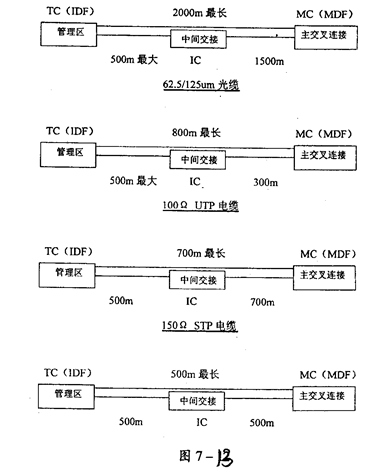 TC（IDF） 2000m 最长 MC（MDF）
管理区 中间交接 主交叉连接
500m 最大 IC 1500m
62.5/125um 光缆
TC（IDF） 800m 最长 MC（MDF）
管理区 中间交接 主交叉连接
500m 最大 IC 300m
100Ω UTP 电缆
TC（IDF） 700m 最长 MC（MDF）
管理区 中间交接 主交叉连接
500m IC 700m
150Ω STP 电缆
TC（IDF） 500m 最长 MC（MDF）
管理区 中间交接 主交叉连接
500m IC 500m
图 7-13